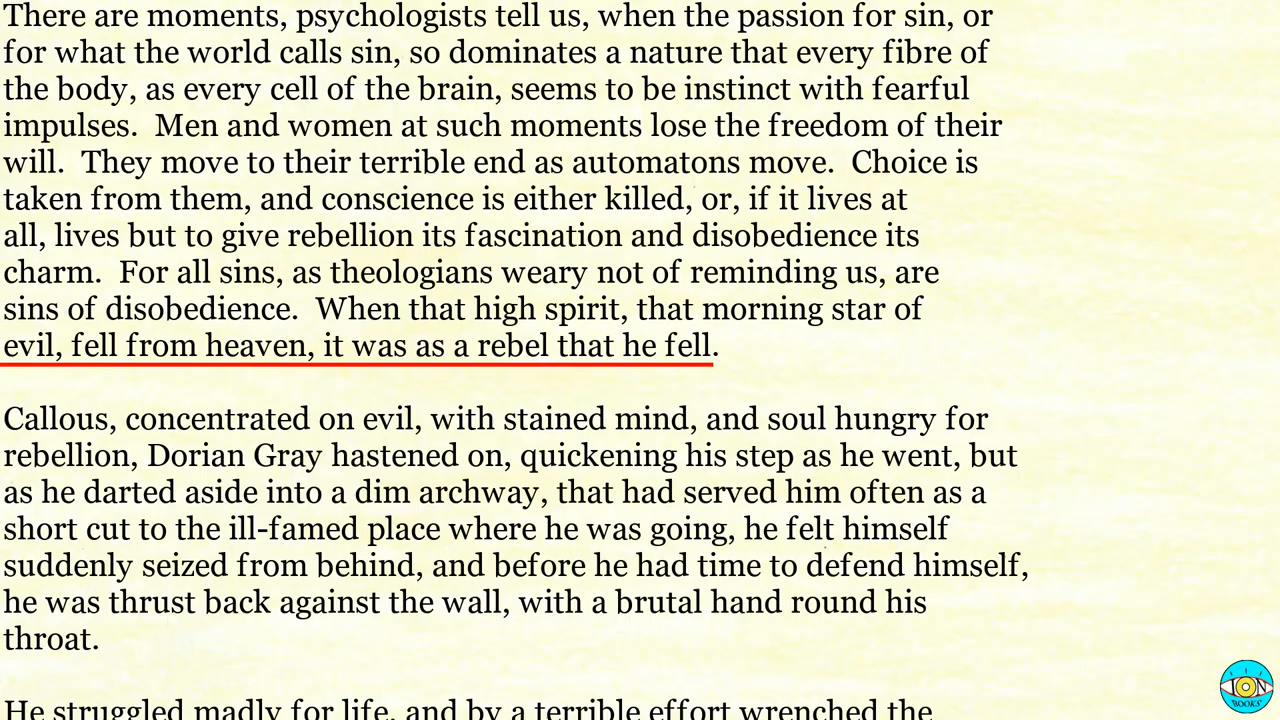 There are moments, psychologists tell us, when the passion for sin, or
for what the world calls sin, so dominates a nature that every fibre of
the body, as every cell of the brain, seems to be instinct with fearful
impulses.  Men and women at such moments lose the freedom of their
will.  They move to their terrible end as automatons move.  Choice is
taken from them, and conscience is either killed, or, if it lives at
all, lives but to give rebellion its fascination and disobedience its
charm.  For all sins, as theologians weary not of reminding us, are
sins of disobedience.  When that high spirit, that morning star of
evil, fell from heaven, it was as a rebel that he fell.
Callous, concentrated on evil, with stained mind, and soul hungry for
rebellion, Dorian Gray hastened on, quickening his step as he went, but
as he darted aside into a dim archway, that had served him often as a
short cut to the ill-famed place where he was going, he felt himself
suddenly seized from behind, and before he had time to defend himself,
he was thrust back against the wall, with a brutal hand round his
throat.
He struggled madly for life, and by a terrible effort wrenched the
ION
BOOKS